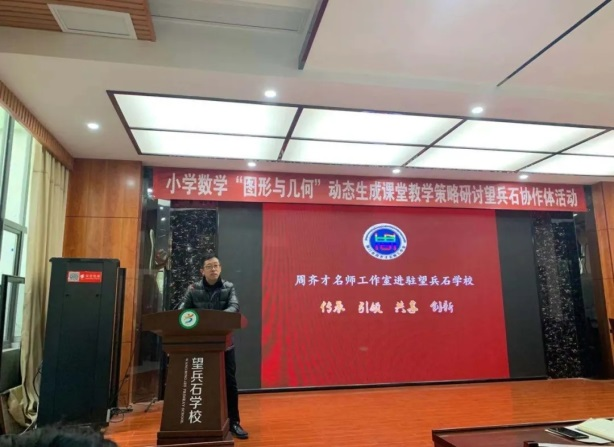 小学数学“图形与几何”动态生成课堂教学策略研讨望兵石协作体活动
周齐才名师工作室进驻望兵石学校
传承 引领 共享 创新
望兵石学校